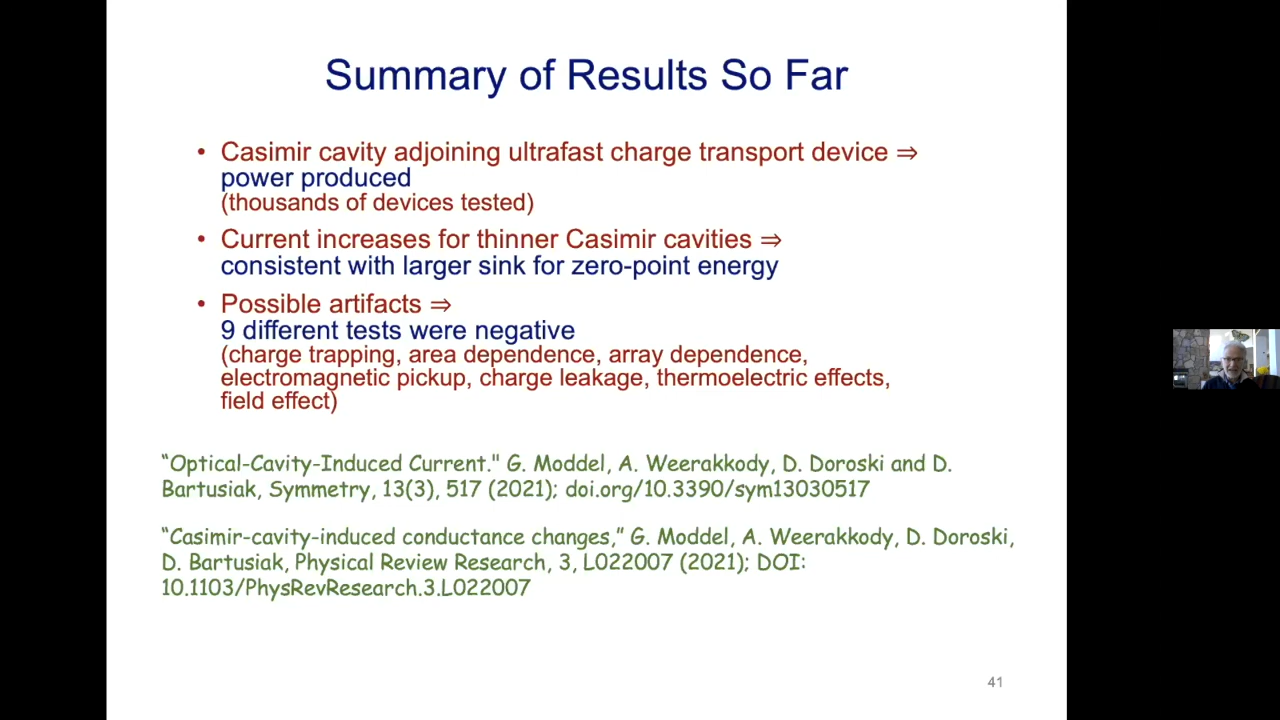 Summary of Results So Far
• Casimir cavity adjoining ultrafast charge transport device ⇒
power produced
(thousands of devices tested)
• Current increases for thinner Casimir cavities ⇒
consistent with larger sink for zero-point energy
• Possible artifacts ⇒
9 different tests were negative
(charge trapping, area dependence, array dependence,
electromagnetic pickup, charge leakage, thermoelectric effects,
field effect)
“Optical-Cavity-Induced Current." G. Moddel, A. Weerakkody, D. Doroski and D.
Bartusiak, Symmetry, 13(3), 517 (2021); doi.org/10.3390/sym13030517
“Casimir-cavity-induced conductance changes,” G. Moddel, A. Weerakkody, D. Doroski,
D. Bartusiak, Physical Review Research, 3, L022007 (2021); DOI:
10.1103/PhysRevResearch.3.L022007
41